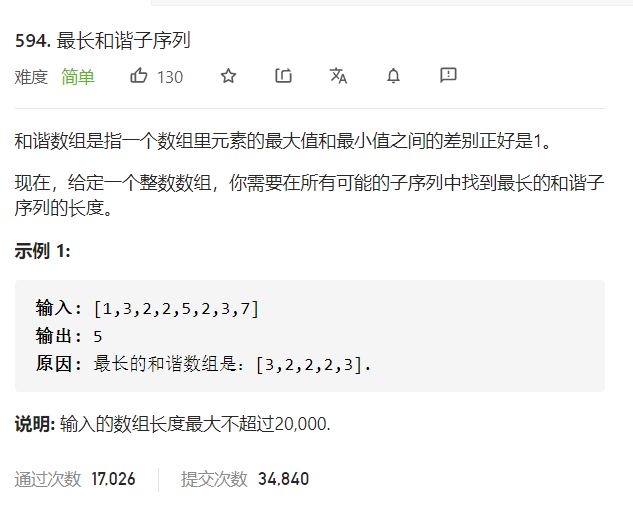 594. 最长和谐子序列
难度 简单 130
和谐数组是指一个数组里元素的最大值和最小值之间的差别正好是1。
现在，给定一个整数数组，你需要在所有可能的子序列中找到最长的和谐子
序列的长度。
示例 1:
输入: [1,3,2,2,5,2,3,7]
输出: 5
原因: 最长的和谐数组是：[3,2,2,2,3].
说明: 输入的数组长度最大不超过20,000.
通过次数 17,026 提交次数 34,840